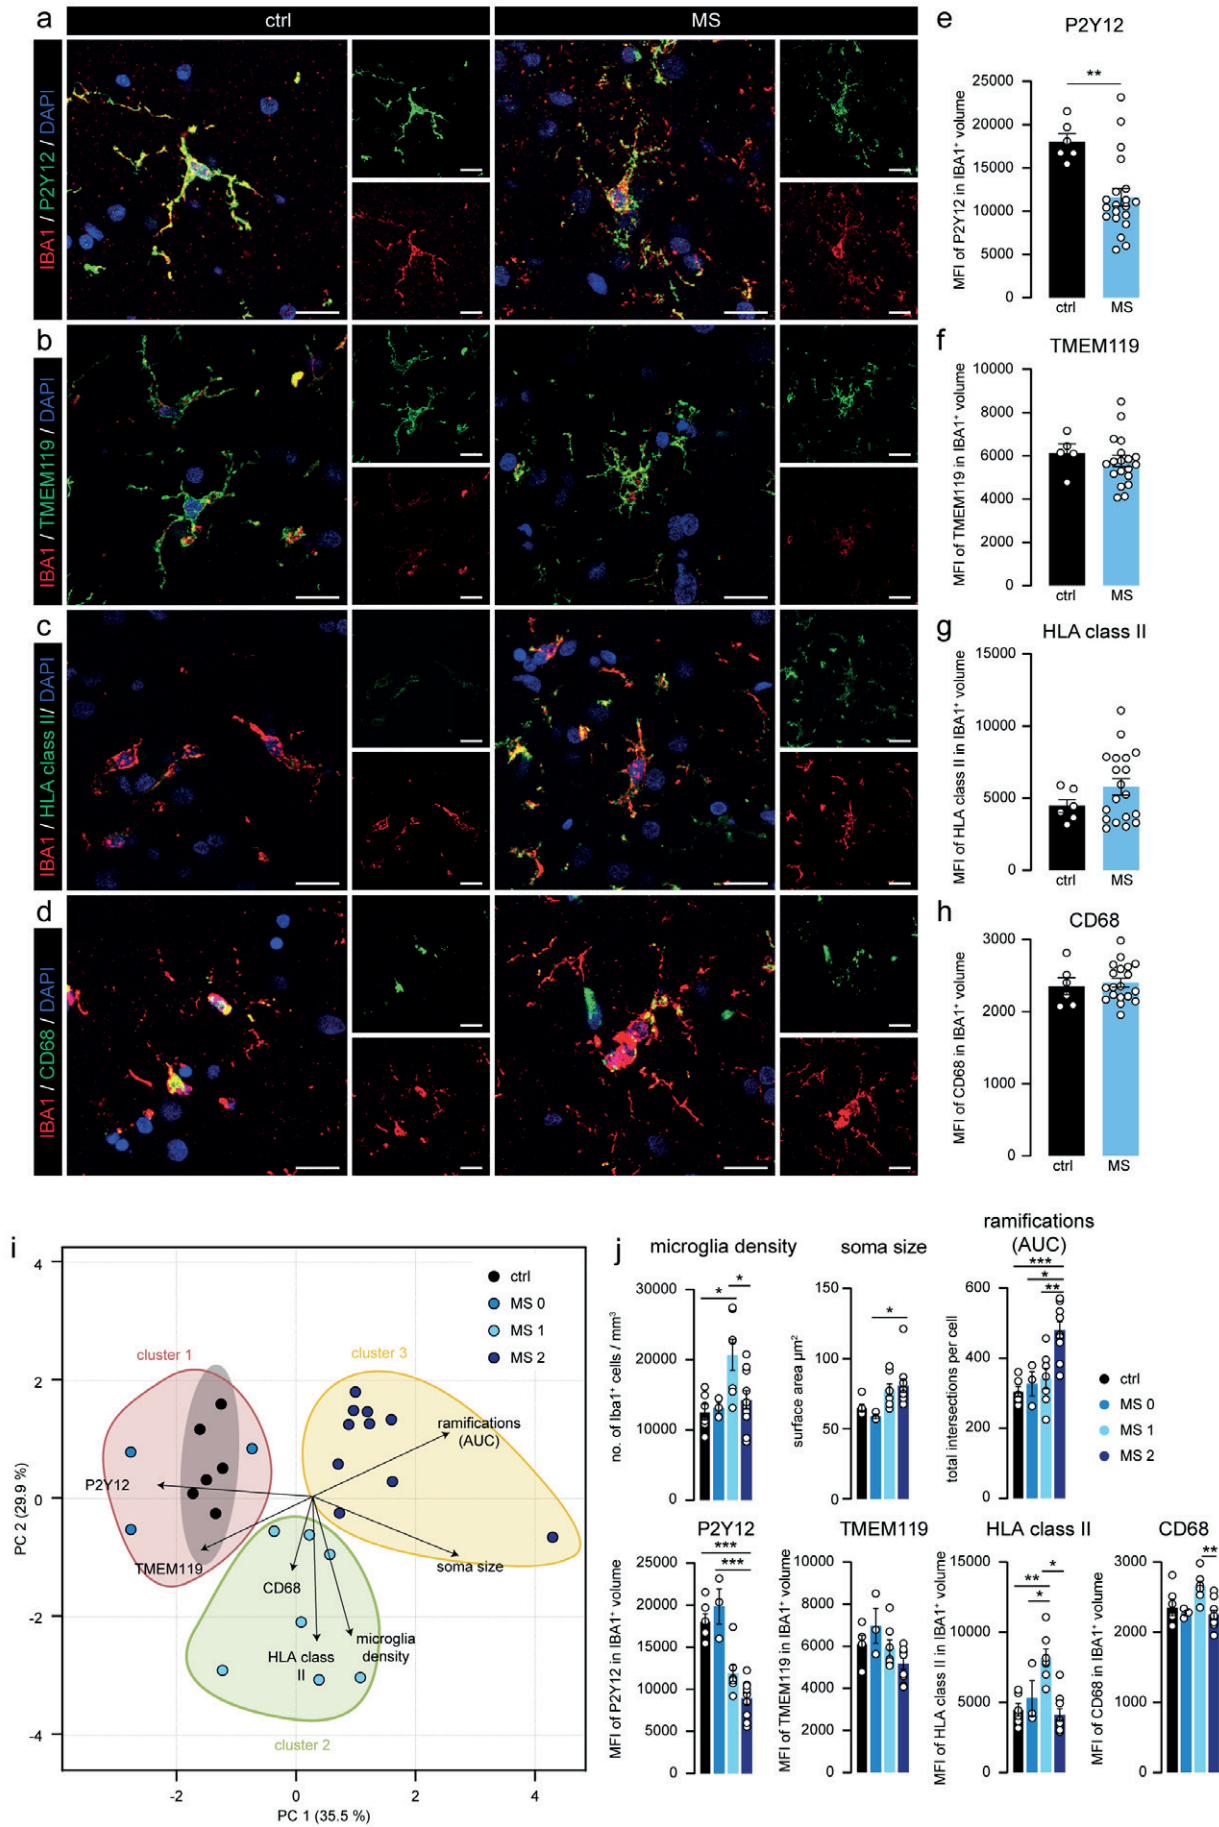 ctrl
MS
a
IBA1 / P2Y12 / DAPI
b
IBA1 / TMEM119 / DAPI
c
IBA1 / HLA class II/ DAPI
d
IBA1 / CD68 / DAPI
e
P2Y12
**
25000
20000
15000
10000
5000
0
MFI of P2Y12 in IBA1⁺ volume
ctrl
MS
f
TMEM119
10000
8000
6000
4000
2000
0
MFI of TMEM119 in IBA1⁺ volume
ctrl
MS
g
HLA class II
15000
10000
5000
0
MFI of HLA class II in IBA1⁺ volume
ctrl
MS
h
CD68
3000
2000
1000
0
MFI of CD68 in IBA1⁺ volume
ctrl
MS
i
4
2
0
-2
-4
PC 2 (29.9 %)
-2
0
2
4
PC 1 (35.5 %)
ctrl
MS 0
MS 1
MS 2
cluster 1
cluster 3
cluster 2
ramifications
(AUC)
P2Y12
TMEM119
CD68
soma size
HLA class
II
microglia
density
j
microglia density
30000
20000
10000
0
no. of Iba1⁺ cells / mm³
*
*
soma size
150
100
50
0
surface area µm²
*
ramifications
(AUC)
600
400
200
0
total intersections per cell
***
*
**
ctrl
MS 0
MS 1
MS 2
P2Y12
25000
20000
15000
10000
5000
0
MFI of P2Y12 in IBA1⁺ volume
***
***
TMEM119
10000
8000
6000
4000
2000
0
MFI of TMEM119 in IBA1⁺ volume
HLA class II
15000
10000
5000
0
MFI of HLA class II in IBA1⁺ volume
**
*
*
CD68
3000
2000
1000
0
MFI of CD68 in IBA1⁺ volume
**